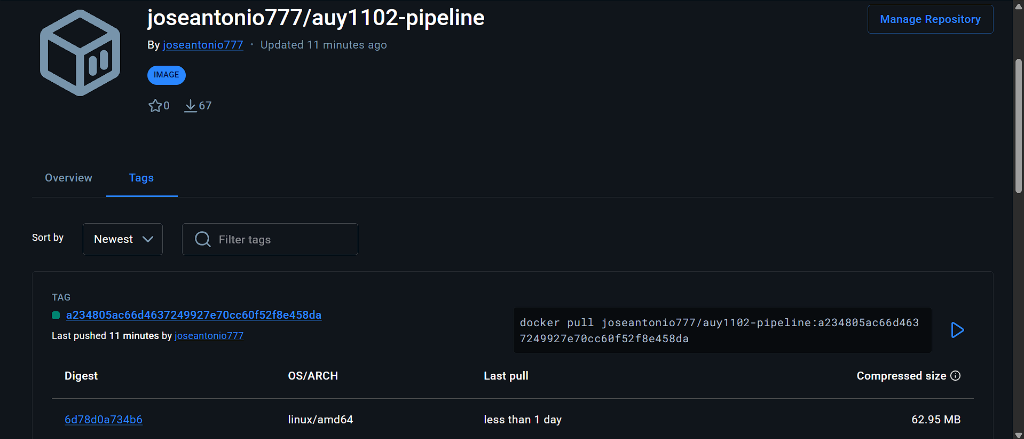 joseantonio777/auy1102-pipeline
Manage Repository
By joseantonio777 · Updated 11 minutes ago
IMAGE
0 67
Overview Tags
Sort by Newest Filter tags
TAG
a234805ac66d4637249927e70cc60f52f8e458da
Last pushed 11 minutes by joseantonio777
docker pull joseantonio777/auy1102-pipeline:a234805ac66d463
7249927e70cc60f52f8e458da
Digest OS/ARCH Last pull Compressed size
6d78d0a734b6 linux/amd64 less than 1 day 62.95 MB